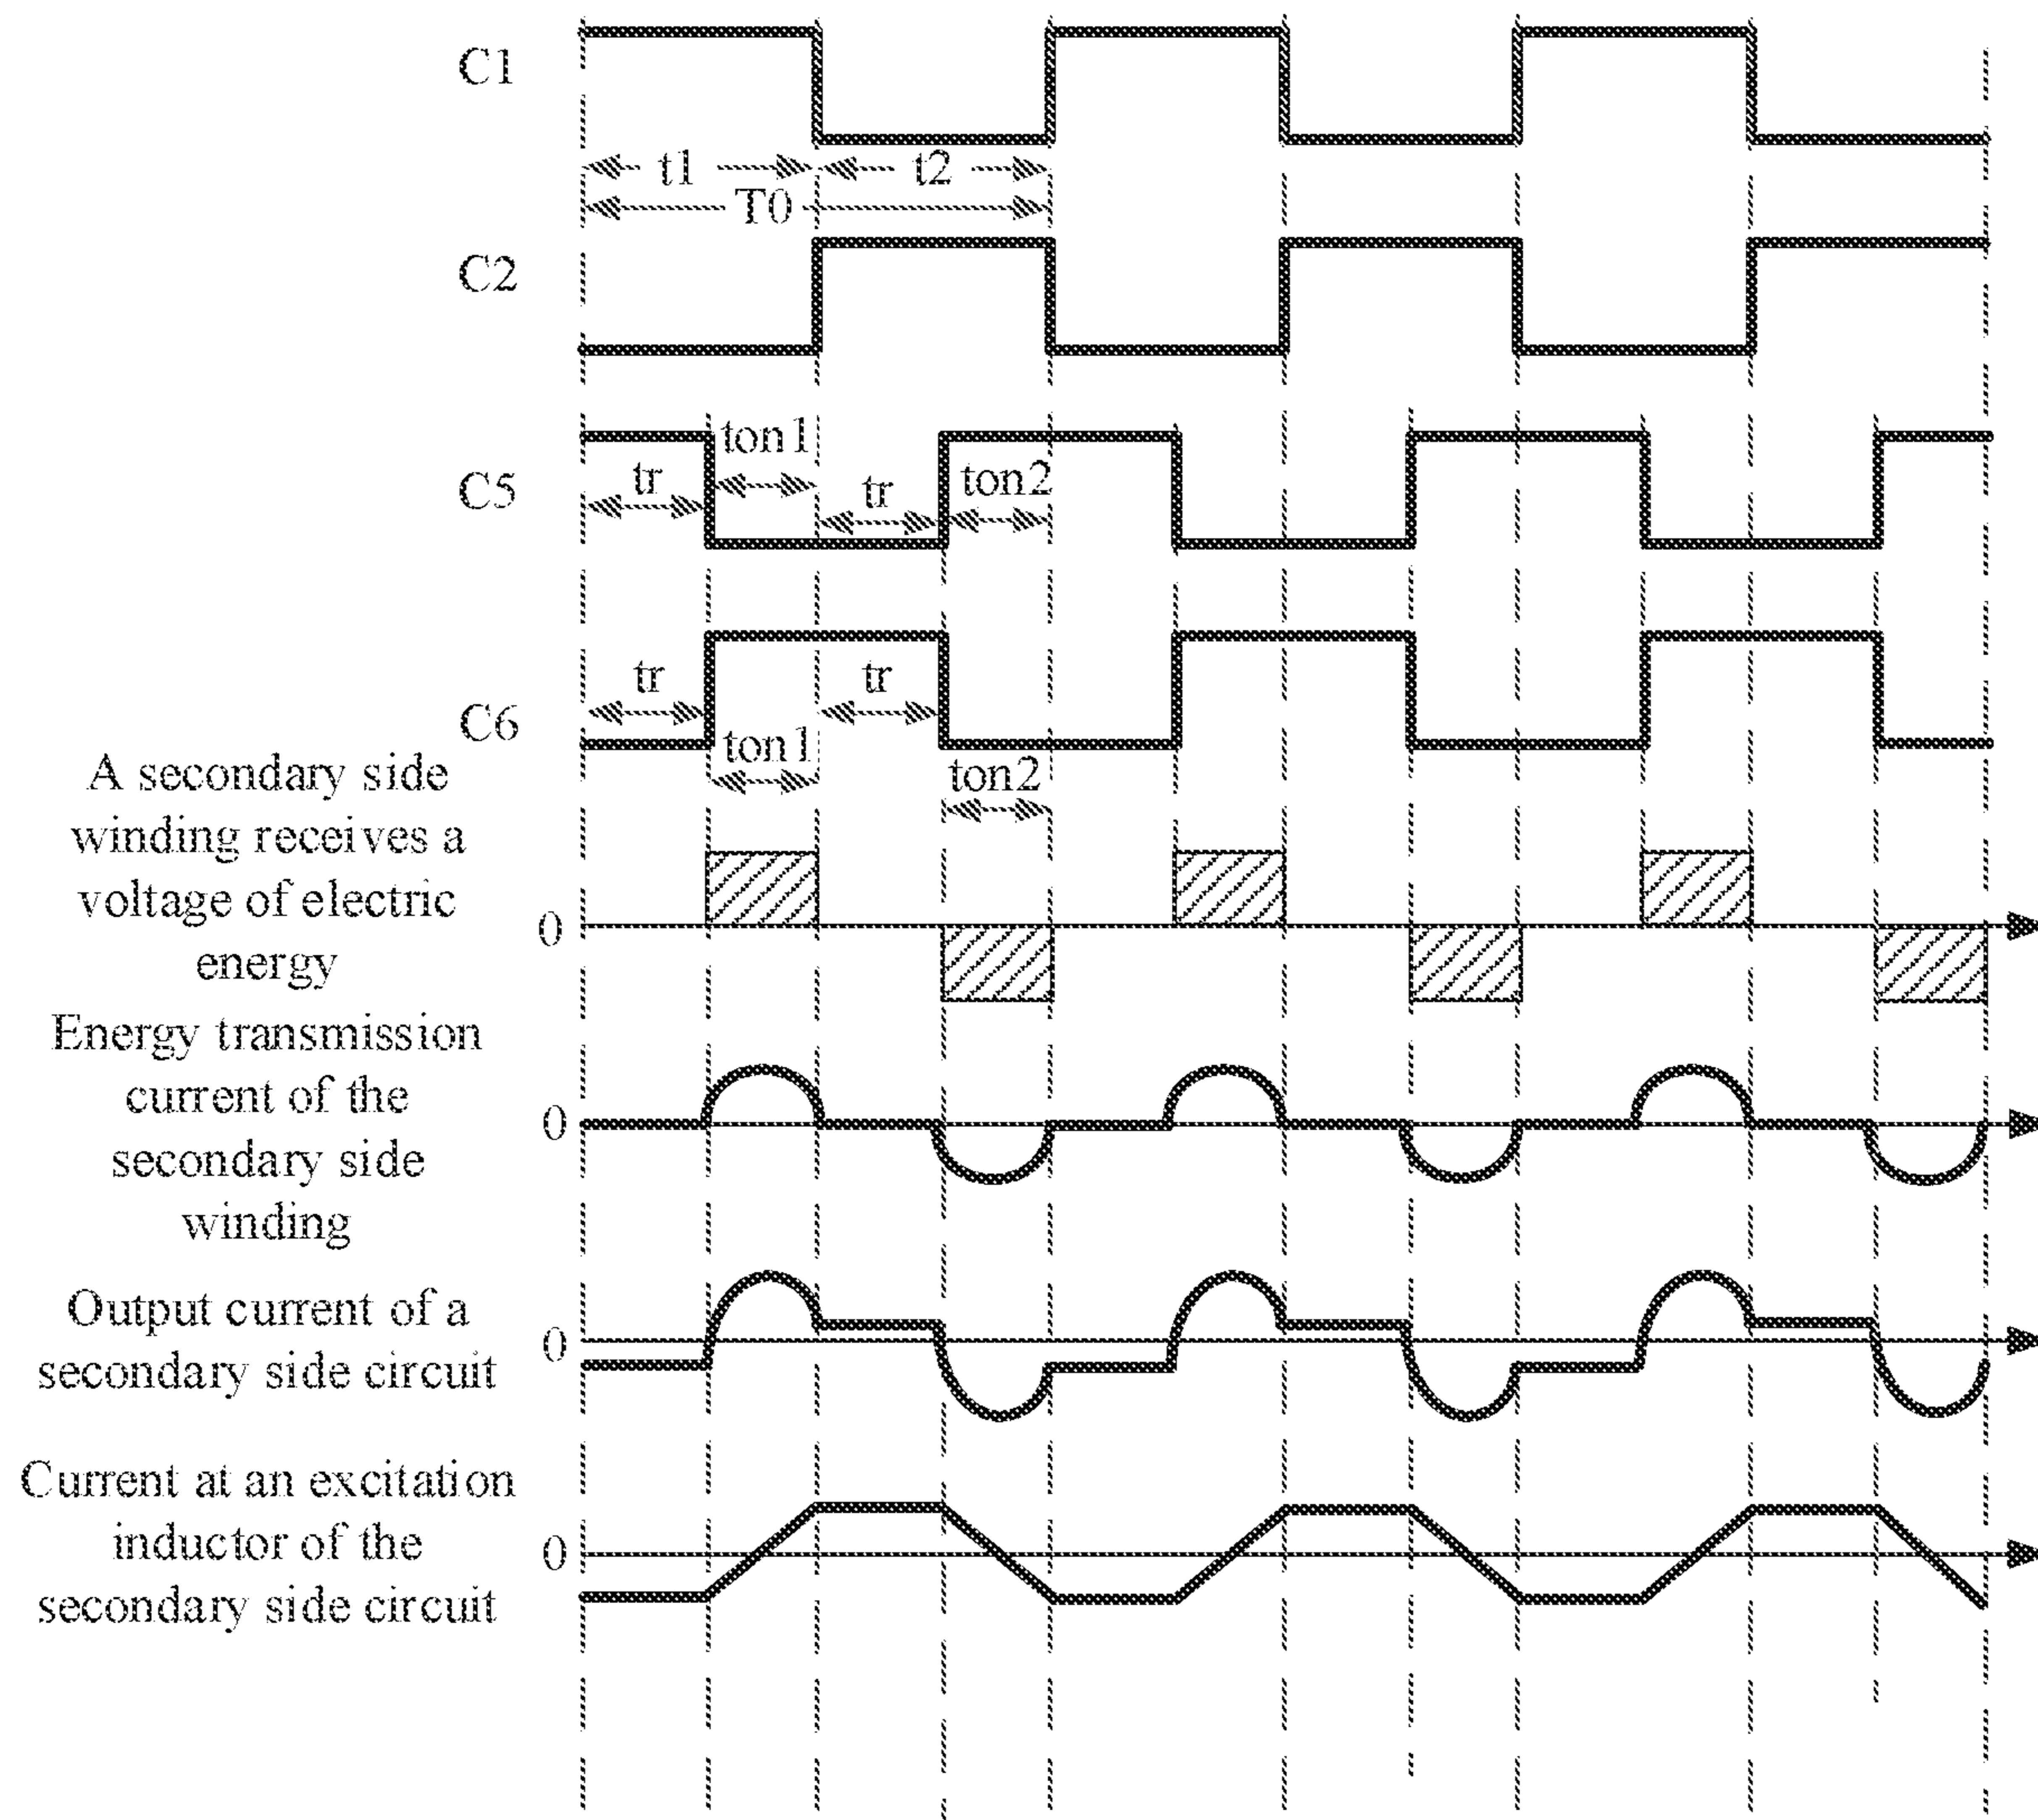 C1
t1
t2
T0
C2
ton1
tr
tr
ton2
C5
tr
tr
C6
ton1
ton2
A secondary side
winding receives a
voltage of electric
energy
0
Energy transmission
current of the
secondary side
winding
0
Output current of a
secondary side circuit
0
Current at an excitation
inductor of the
secondary side circuit
0